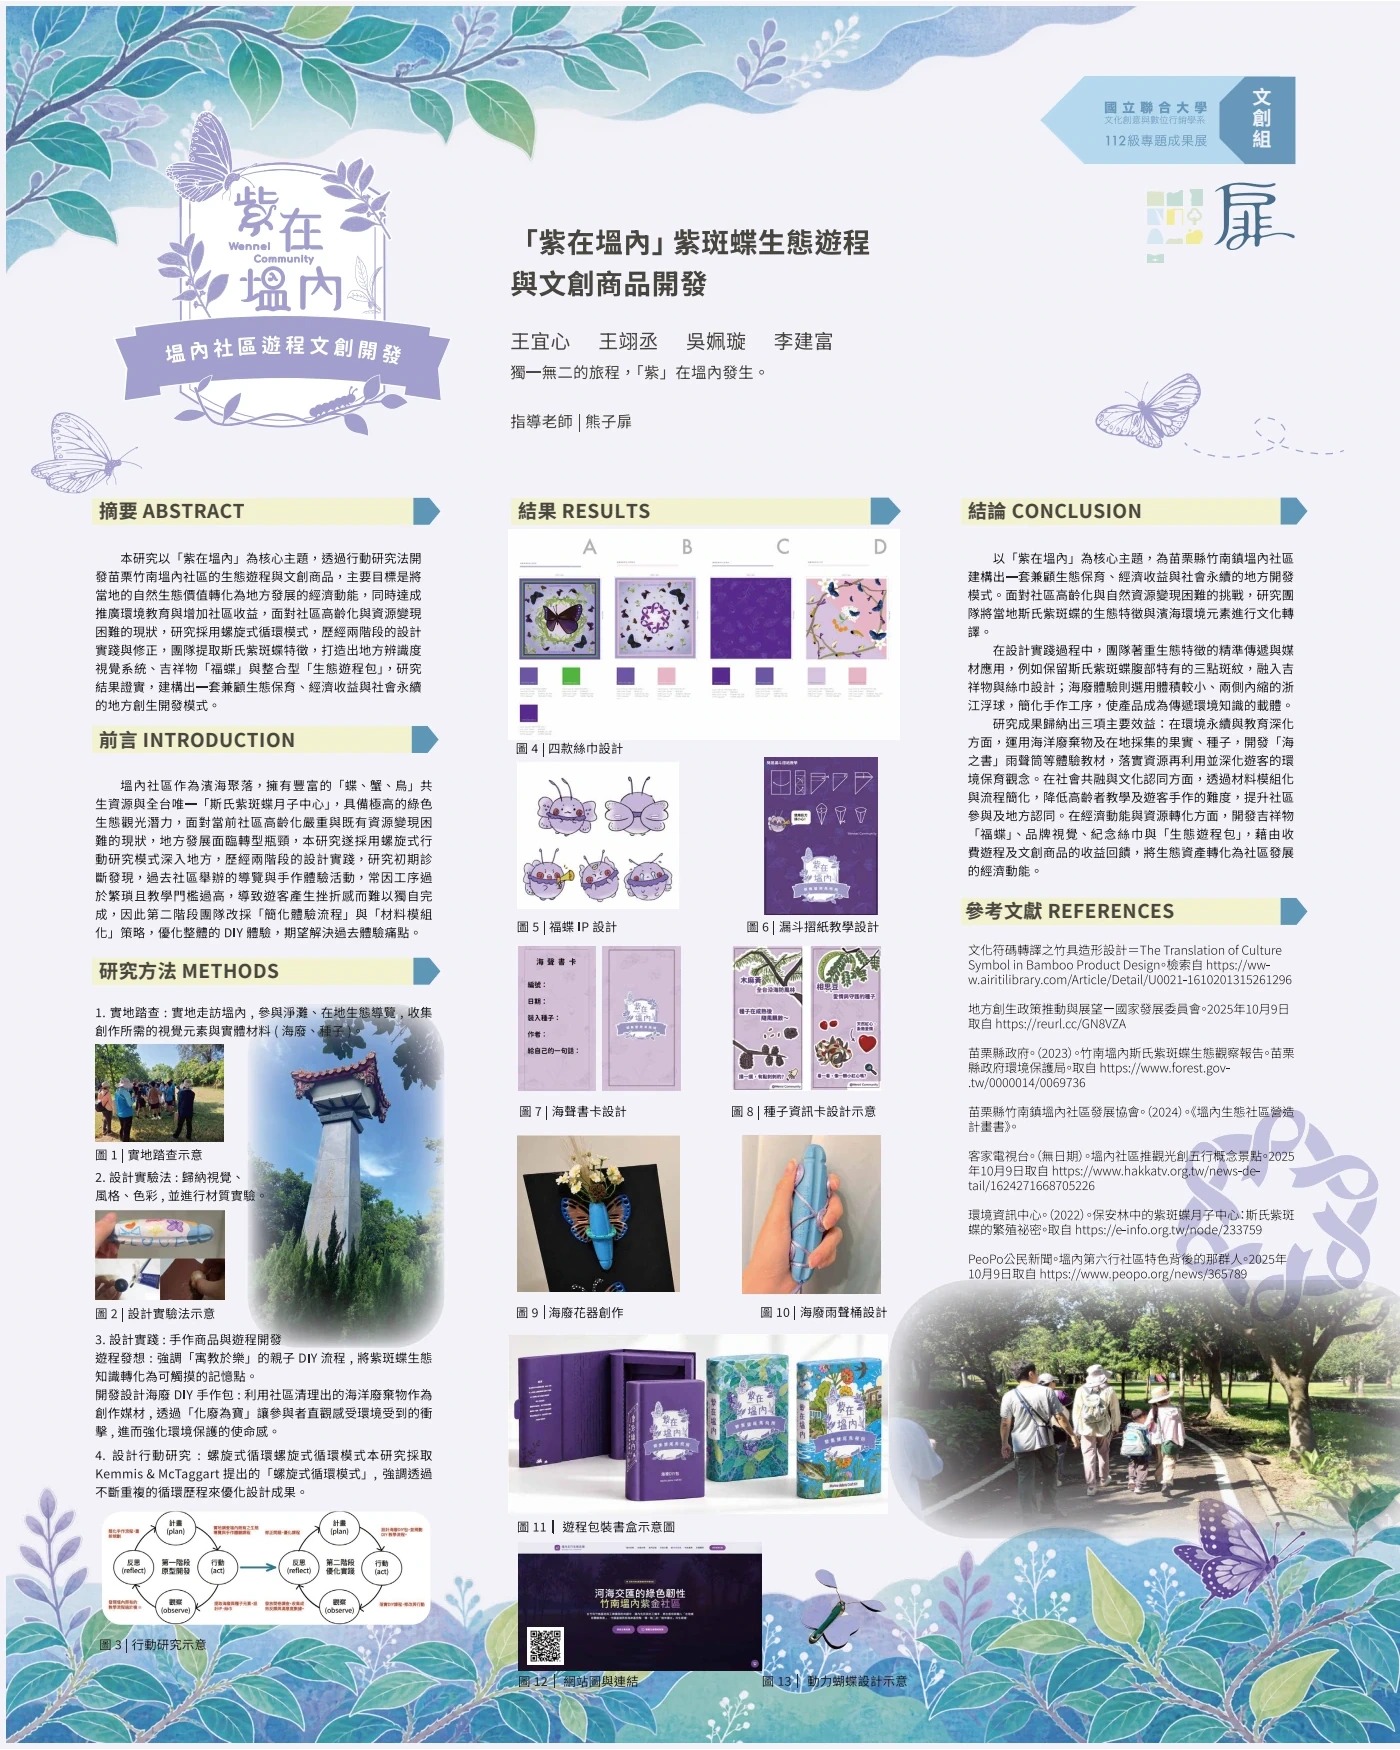 國立聯合大學
文化創意與數位行銷學系
112級專題成果展
文創組
扉
紫在
Wennei
Community
塭內
塭內社區遊程文創開發
「紫在塭內」紫斑蝶生態遊程
與文創商品開發
王宜心 王翊丞 吳姵璇 李建富
獨一無二的旅程，「紫」在塭內發生。
指導老師 | 熊子扉
摘要 ABSTRACT
本研究以「紫在塭內」為核心主題，透過行動研究法開
發苗栗竹南塭內社區的生態遊程與文創商品，主要目標是將
當地的自然生態價值轉化為地方發展的經濟動能，同時達成
推廣環境教育與增加社區收益，面對社區高齡化與資源變現
困難的現狀，研究採用螺旋式循環模式，歷經兩階段的設計
實踐與修正，團隊提取斯氏紫斑蝶特徵，打造出地方辨識度
視覺系統、吉祥物「福蝶」與整合型「生態遊程包」，研究
結果證實，建構出一套兼顧生態保育、經濟收益與社會永續
的地方創生開發模式。
前言 INTRODUCTION
塭內社區作為濱海聚落，擁有豐富的「蝶、蟹、鳥」共
生資源與全台唯一「斯氏紫斑蝶月子中心」，具備極高的綠色
生態觀光潛力，面對當前社區高齡化嚴重與既有資源變現困
難的現狀，地方發展面臨轉型瓶頸，本研究遂採用螺旋式行
動研究模式深入地方，歷經兩階段的設計實踐，研究初期診
斷發現，過去社區舉辦的導覽與手作體驗活動，常因工序過
於繁瑣且教學門檻過高，導致遊客產生挫折感而難以獨自完
成，因此第二階段團隊改採「簡化體驗流程」與「材料模組
化」策略，優化整體的 DIY 體驗，期望解決過去體驗痛點。
研究方法 METHODS
1. 實地踏查 : 實地走訪塭內 , 參與淨灘、在地生態導覽 , 收集
創作所需的視覺元素與實體材料 ( 海廢、種子 )。
圖 1 | 實地踏查示意
2. 設計實驗法 : 歸納視覺、
風格、色彩 , 並進行材質實驗。
圖 2 | 設計實驗法示意
3. 設計實踐 : 手作商品與遊程開發
遊程發想 : 強調「寓教於樂」的親子 DIY 流程 , 將紫斑蝶生態
知識轉化為可觸摸的記憶點。
開發設計海廢 DIY 手作包 : 利用社區清理出的海洋廢棄物作為
創作媒材 , 透過「化廢為寶」讓參與者直觀感受環境受到的衝
擊 , 進而強化環境保護的使命感。
4. 設計行動研究 : 螺旋式循環螺旋式循環模式本研究採取
Kemmis & McTaggart 提出的「螺旋式循環模式」, 強調透過
不斷重複的循環歷程來優化設計成果。
計畫
(plan)
反思
(reflect)
第一階段
原型開發
行動
(act)
觀察
(observe)
計畫
(plan)
反思
(reflect)
第二階段
優化實踐
行動
(act)
觀察
(observe)
圖 3 | 行動研究示意
結果 RESULTS
A B C D
圖 4 | 四款絲巾設計
圖 5 | 福蝶 IP 設計
圖 6 | 漏斗摺紙教學設計
海聲書卡
編號：
日期：
裝入種子：
作者：
給自己的一句話：
圖 7 | 海聲書卡設計
木麻黃
全台沿海防風林
種子在成熟後
隨風飄散~
相思豆
愛情與守護的種子
圖 8 | 種子資訊卡設計示意
圖 9 | 海廢花器創作
圖 10 | 海廢雨聲桶設計
紫在
塭內
圖 11 | 遊程包裝書盒示意圖
河海交匯的綠色韌性
竹南塭內紫金社區
圖 12 | 網站圖與連結
圖 13 | 動力蝴蝶設計示意
結論 CONCLUSION
以「紫在塭內」為核心主題，為苗栗縣竹南鎮塭內社區
建構出一套兼顧生態保育、經濟收益與社會永續的地方開發
模式。面對社區高齡化與自然資源變現困難的挑戰，研究團
隊將當地斯氏紫斑蝶的生態特徵與濱海環境元素進行文化轉
譯。
在設計實踐過程中，團隊著重生態特徵的精準傳遞與媒
材應用，例如保留斯氏紫斑蝶腹部特有的三點斑紋，融入吉
祥物與絲巾設計；海廢體驗則選用體積較小、兩側內縮的浙
江浮球，簡化手作工序，使產品成為傳遞環境知識的載體。
研究成果歸納出三項主要效益：在環境永續與教育深化
方面，運用海洋廢棄物及在地採集的果實、種子，開發「海
之書」雨聲筒等體驗教材，落實資源再利用並深化遊客的環
境保育觀念。在社會共融與文化認同方面，透過材料模組化
與流程簡化，降低高齡者教學及遊客手作的難度，提升社區
參與及地方認同。在經濟動能與資源轉化方面，開發吉祥物
「福蝶」、品牌視覺、紀念絲巾與「生態遊程包」，藉由收
費遊程及文創商品的收益回饋，將生態資產轉化為社區發展
的經濟動能。
參考文獻 REFERENCES
文化符碼轉譯之竹具造形設計＝The Translation of Culture
Symbol in Bamboo Product Design。檢索自 https://ww-
w.airitilibrary.com/Article/Detail/U0021-1610201315261296
地方創生政策推動與展望—國家發展委員會。2025年10月9日
取自 https://reurl.cc/GN8VZA
苗栗縣政府。（2023）。竹南塭內斯氏紫斑蝶生態觀察報告。苗栗
縣政府環境保護局。取自 https://www.forest.gov-
.tw/0000014/0069736
苗栗縣竹南鎮塭內社區發展協會。（2024）。《塭內生態社區營造
計畫書》。
客家電視台。（無日期）。塭內社區推觀光創五行概念景點。2025
年10月9日取自 https://www.hakkatv.org.tw/news-de-
tail/1624271668705226
環境資訊中心。（2022）。保安林中的紫斑蝶月子中心：斯氏紫斑
蝶的繁殖祕密。取自 https://e-info.org.tw/node/233759
PeoPo公民新聞。塭內第六行社區特色背後的那群人。2025年
10月9日取自 https://www.peopo.org/news/365789